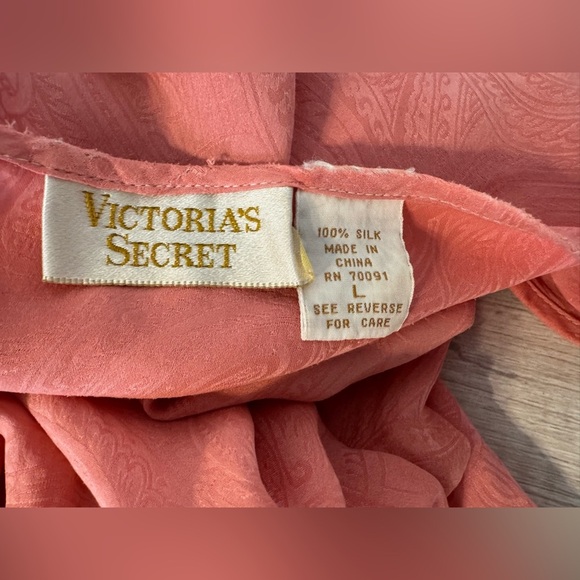 VICTORIA'S
SECRET
100% SILK
MADE IN
CHINA
RN 70091
L
SEE REVERSE
FOR CARE